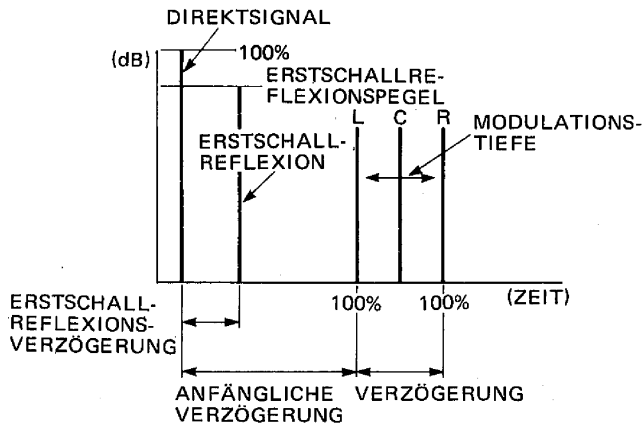 DIREKTSIGNAL
(dB)
100%
ERSTSCHALLRE-
FLEXIONSPEGEL
L C R
MODULATIONS-
TIEFE
ERSTSCHALL-
REFLEXION
100% 100% (ZEIT)
ERSTSCHALL-
REFLEXIONS-
VERZÖGERUNG
ANFÄNGLICHE
VERZÖGERUNG
VERZÖGERUNG